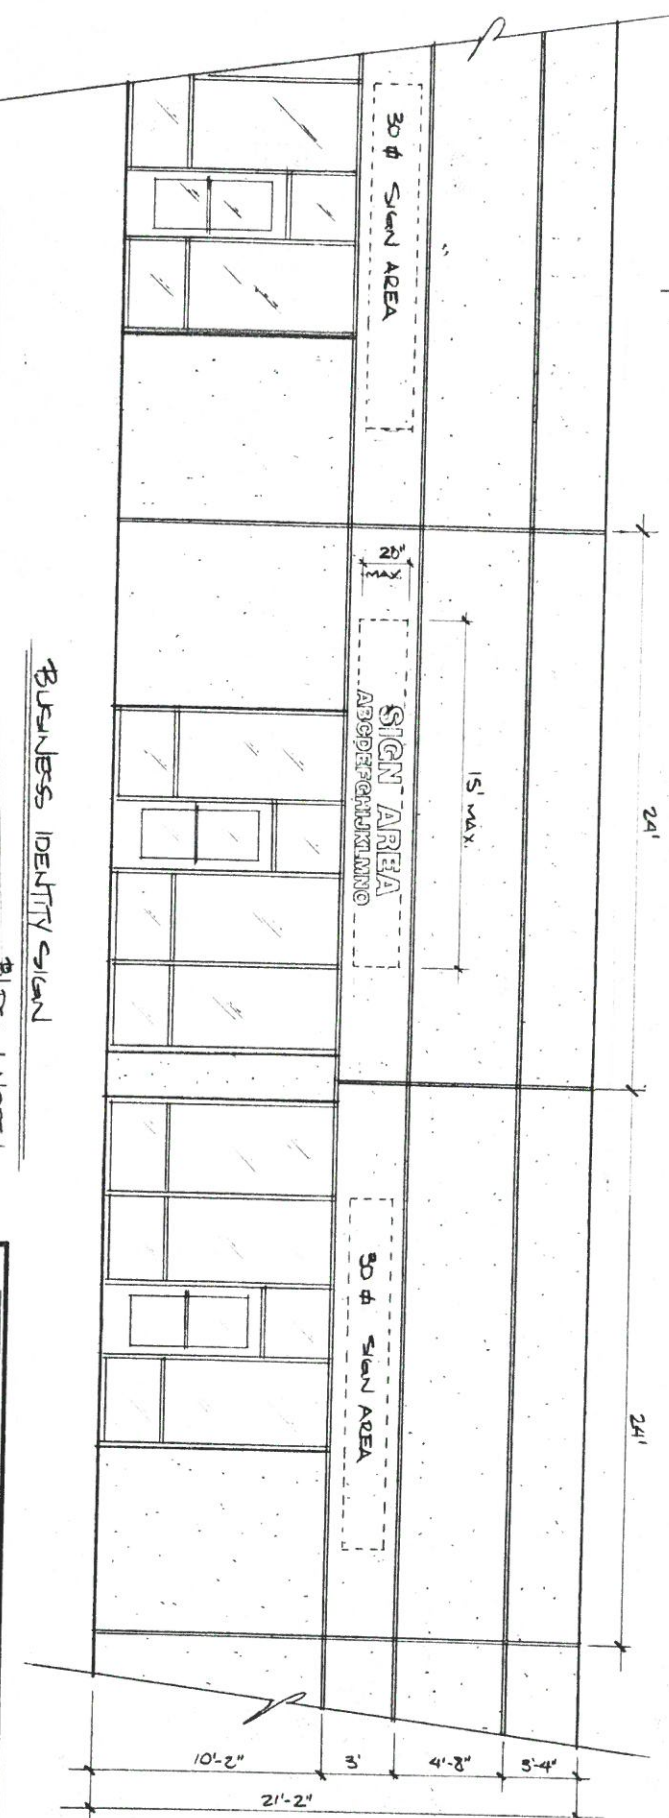 24'
24'
15' MAX.
30 ⌀ SIGN AREA
20"
MAX.
SIGN AREA
ABCDEFGHIJKLMNO
30 ⌀ SIGN AREA
3'-4"
4'-8"
3'
10'-2"
21'-2"
BUSINESS IDENTITY SIGN